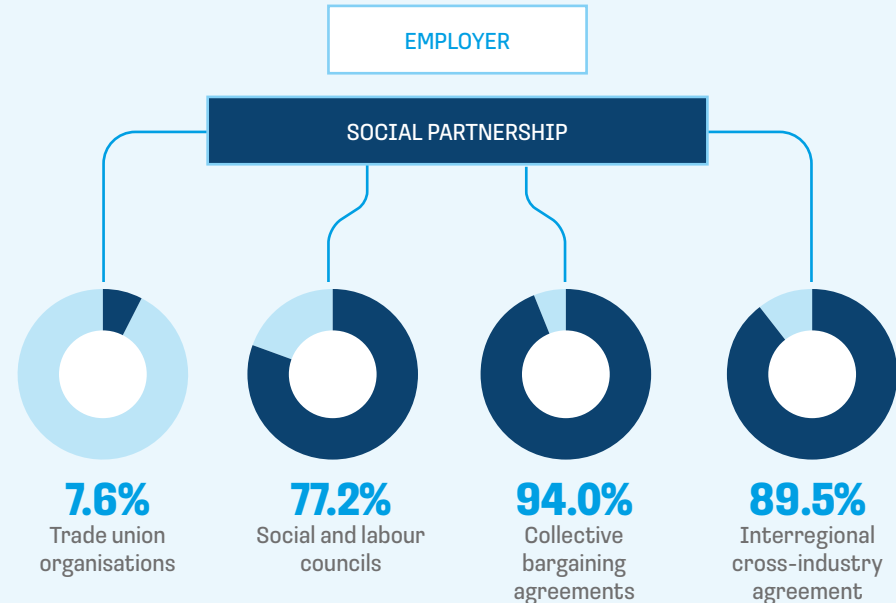 EMPLOYER
SOCIAL PARTNERSHIP
7.6%
Trade union
organisations
77.2%
Social and labour
councils
94.0%
Collective
bargaining
agreements
89.5%
Interregional
cross-industry
agreement